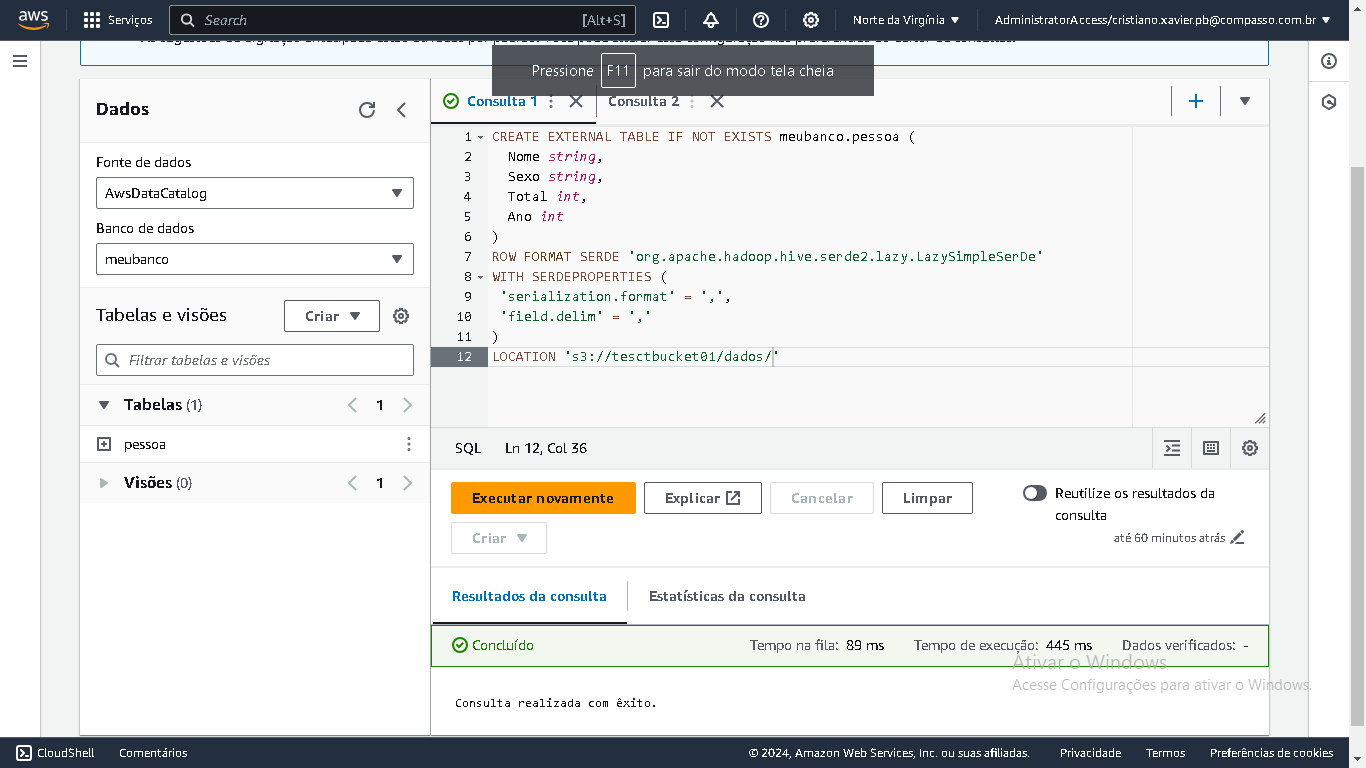 aws
Serviços
Search
[Alt+S]
Norte da Virgínia
AdministratorAccess/cristiano.xavier.pb@compasso.com.br
Pressione F11 para sair do modo tela cheia
Dados
Fonte de dados
AwsDataCatalog
Banco de dados
meubanco
Tabelas e visões
Criar
Filtrar tabelas e visões
Tabelas (1)
1
pessoa
Visões (0)
1
Consulta 1
Consulta 2
1 CREATE EXTERNAL TABLE IF NOT EXISTS meubanco.pessoa (
2 Nome string,
3 Sexo string,
4 Total int,
5 Ano int
6 )
7 ROW FORMAT SERDE 'org.apache.hadoop.hive.serde2.lazy.LazySimpleSerDe'
8 WITH SERDEPROPERTIES (
9 'serialization.format' = ',',
10 'field.delim' = ','
11 )
12 LOCATION 's3://tesctbucket01/dados/'
SQL
Ln 12, Col 36
Executar novamente
Explicar
Cancelar
Limpar
Reutilize os resultados da
consulta
até 60 minutos atrás
Criar
Resultados da consulta
Estatísticas da consulta
Concluído
Tempo na fila: 89 ms
Tempo de execução: 445 ms
Dados verificados: -
Ativar o Windows
Acesse Configurações para ativar o Windows.
Consulta realizada com êxito.
CloudShell
Comentários
© 2024, Amazon Web Services, Inc. ou suas afiliadas.
Privacidade
Termos
Preferências de cookies